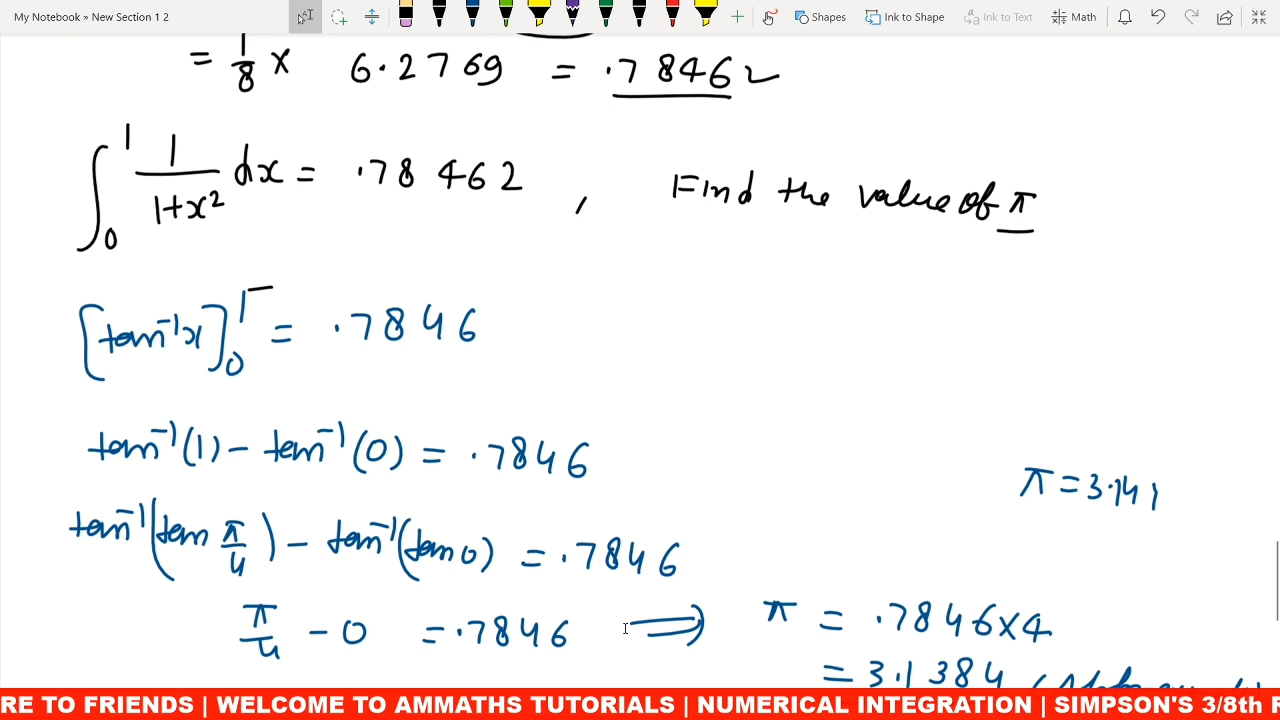 My Notebook » New Section 1 2 Shapes Ink to Shape Ink to Text Math
= 1/8 × 6.2769 = .78462
∫₀¹ 1/(1+x²) dx = .78462 , Find the value of π
[tan⁻¹x]₀¹ = .7846
tan⁻¹(1) - tan⁻¹(0) = .7846
π = 3.141
tan⁻¹(tan π/4) - tan⁻¹(tan 0) = .7846
π/4 - 0 = .7846 ⟹ π = .7846×4
= 3.1384
RE TO FRIENDS | WELCOME TO AMMATHS TUTORIALS | NUMERICAL INTEGRATION | SIMPSON'S 3/8th